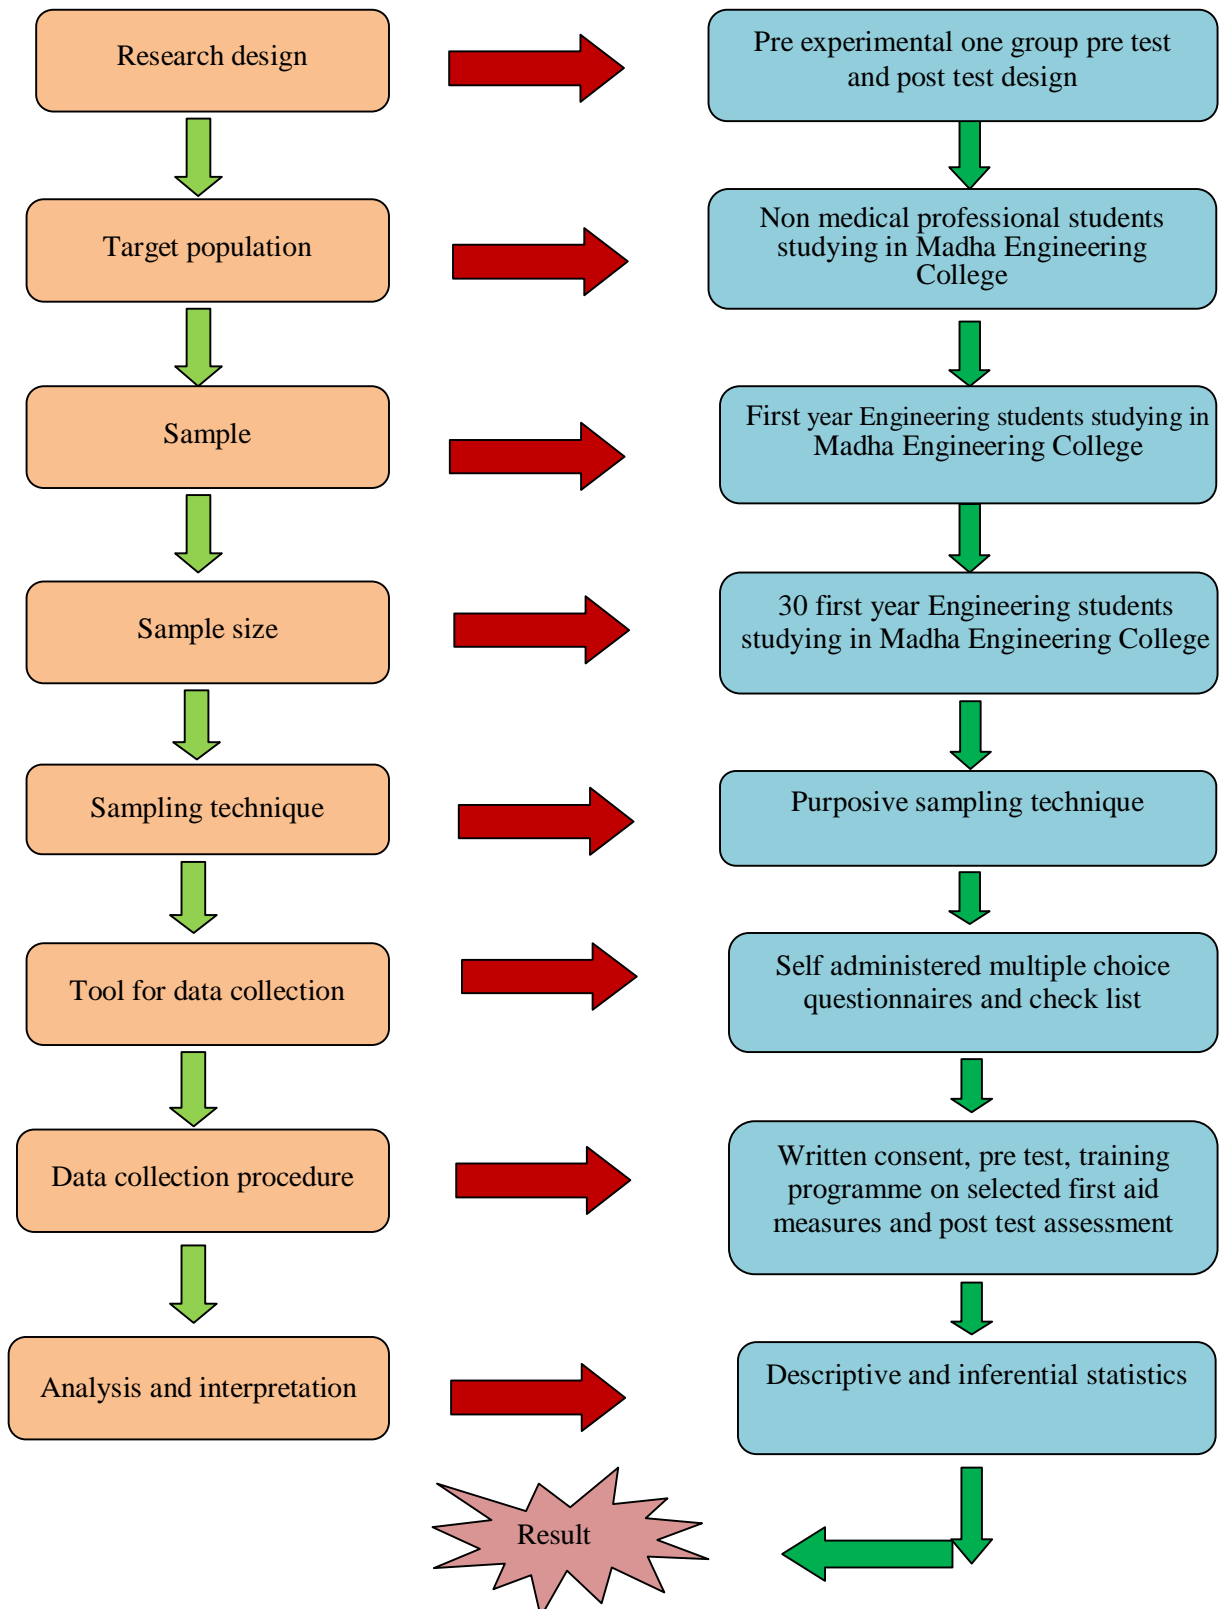 Research design
Pre experimental one group pre test
and post test design
Target population
Non medical professional students
studying in Madha Engineering
College
Sample
First year Engineering students studying in
Madha Engineering College
Sample size
30 first year Engineering students
studying in Madha Engineering College
Sampling technique
Purposive sampling technique
Tool for data collection
Self administered multiple choice
questionnaires and check list
Data collection procedure
Written consent, pre test, training
programme on selected first aid
measures and post test assessment
Analysis and interpretation
Descriptive and inferential statistics
Result